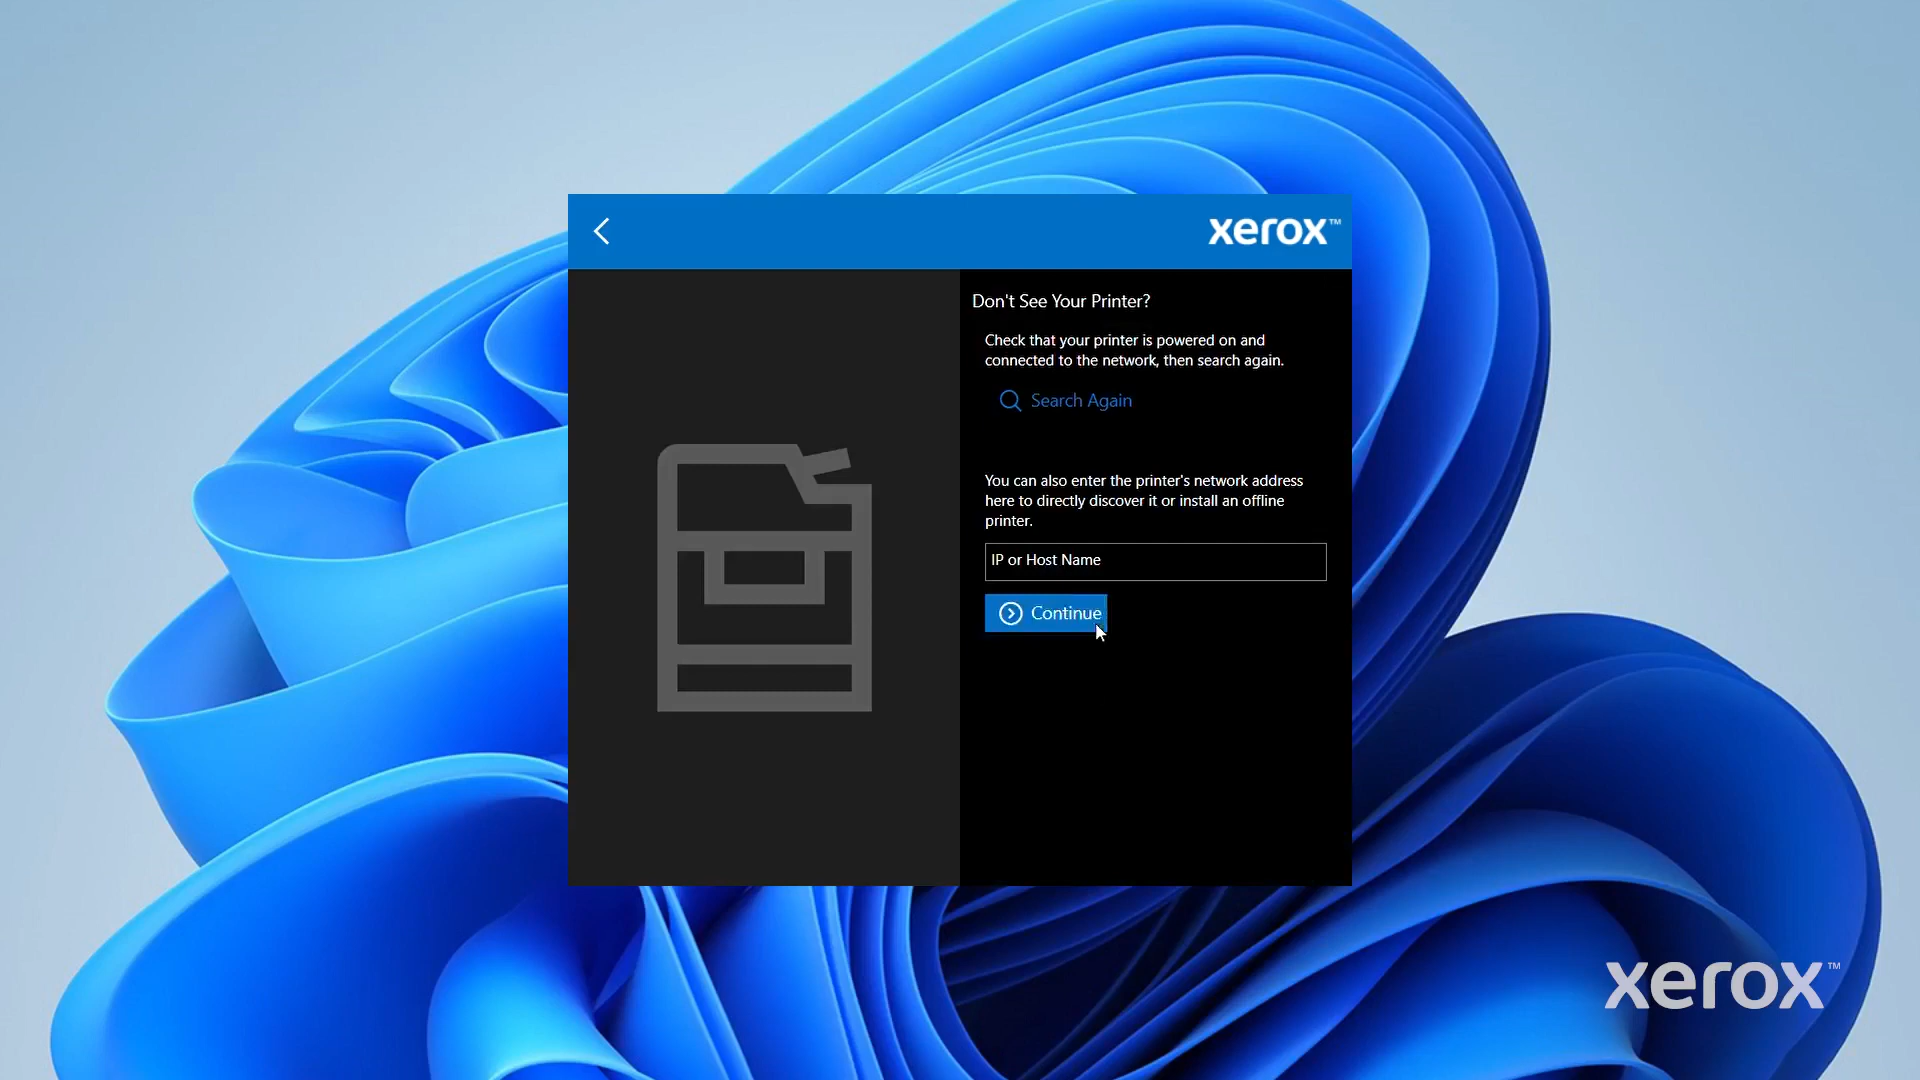 xerox™
Don't See Your Printer?
Check that your printer is powered on and
connected to the network, then search again.
Search Again
You can also enter the printer's network address
here to directly discover it or install an offline
printer.
IP or Host Name
Continue
xerox™